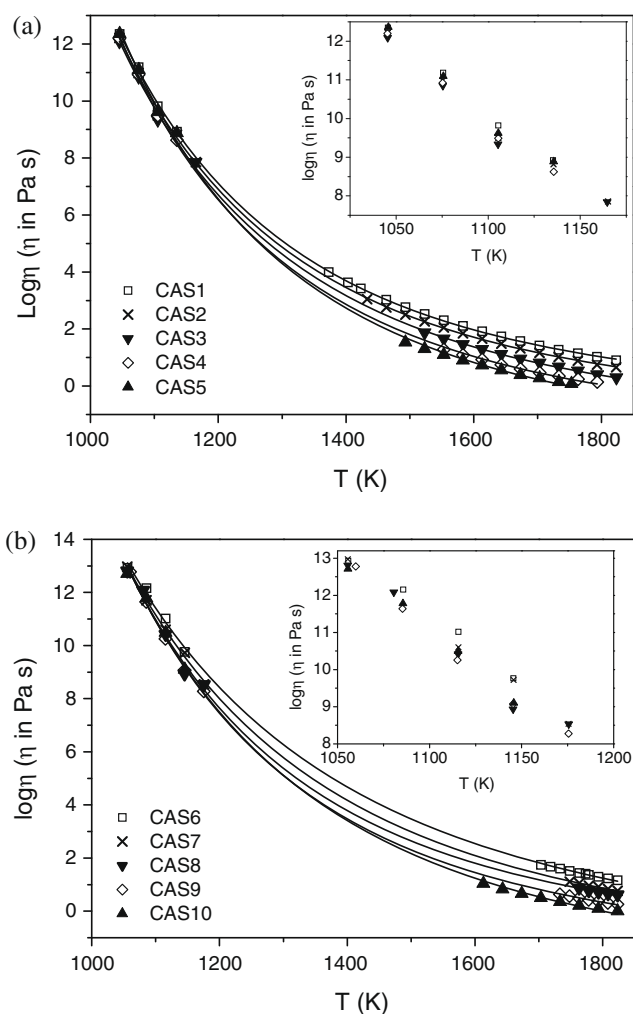 (a)
12
10
8
6
4
2
0
Logη (η in Pa s)
CAS1
CAS2
CAS3
CAS4
CAS5
1000 1200 1400 1600 1800
T (K)
12
11
10
9
8
logη (η in Pa s)
1050 1100 1150
T (K)
(b)
14
12
10
8
6
4
2
0
logη (η in Pa s)
CAS6
CAS7
CAS8
CAS9
CAS10
1000 1200 1400 1600 1800
T (K)
13
12
11
10
9
8
logη (η in Pa s)
1050 1100 1150 1200
T (K)